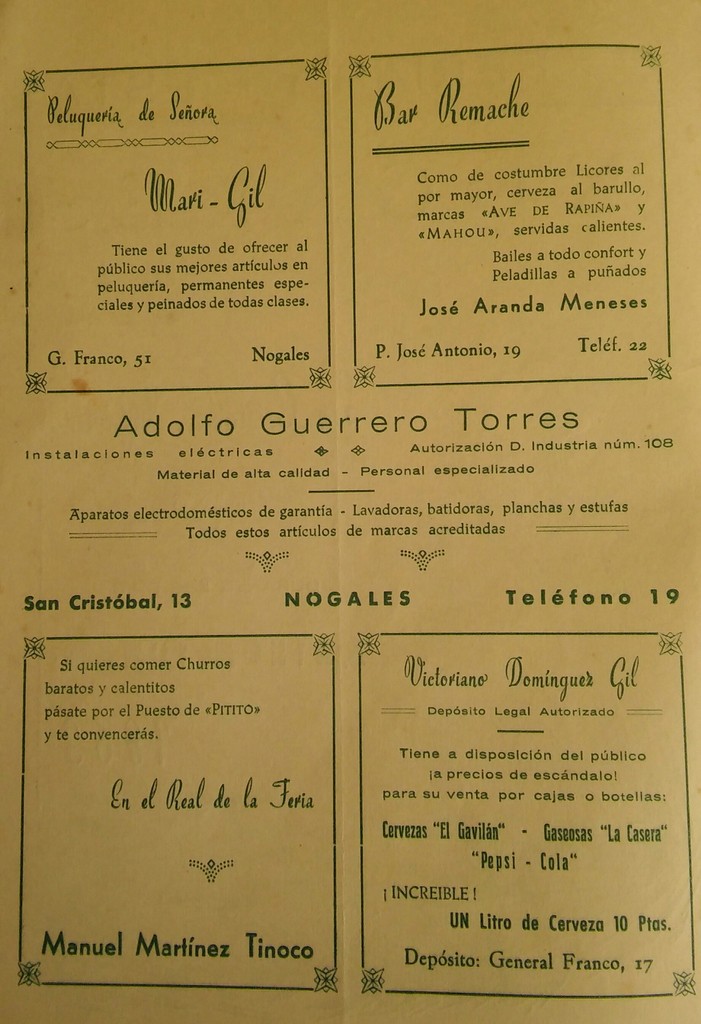 Peluquería de Señora
Mari - Gil
Tiene el gusto de ofrecer al
público sus mejores artículos en
peluquería, permanentes espe-
ciales y peinados de todas clases.
G. Franco, 51 Nogales
Bar Remache
Como de costumbre Licores al
por mayor, cerveza al barullo,
marcas «AVE DE RAPIÑA» y
«MAHOU», servidas calientes.
Bailes a todo confort y
Peladillas a puñados
José Aranda Meneses
P. José Antonio, 19 Teléf. 22
Adolfo Guerrero Torres
Instalaciones eléctricas Autorización D. Industria núm. 108
Material de alta calidad - Personal especializado
Aparatos electrodomésticos de garantía - Lavadoras, batidoras, planchas y estufas
Todos estos artículos de marcas acreditadas
San Cristóbal, 13 NOGALES Teléfono 19
Si quieres comer Churros
baratos y calentitos
pásate por el Puesto de «PITITO»
y te convencerás.
En el Real de la Feria
Manuel Martínez Tinoco
Victoriano Domínguez Gil
Depósito Legal Autorizado
Tiene a disposición del público
¡a precios de escándalo!
para su venta por cajas o botellas:
Cervezas "El Gavilán" - Gaseosas "La Casera"
"Pepsi - Cola"
¡INCREIBLE!
UN Litro de Cerveza 10 Ptas.
Depósito: General Franco, 17